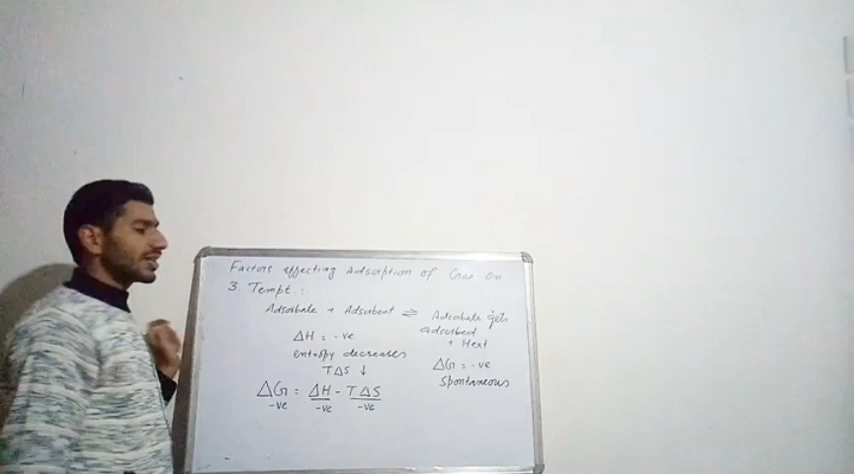 Factors affecting Adsorption of Gas On
3. Tempt. :
Adsorbate + Adsorbent ⇌ Adsorbate gets
adsorbed
+ Heat
ΔH = -ve
entropy decreases
TΔS ↓
ΔG = -ve
Spontaneous
ΔG = ΔH - TΔS
-ve -ve -ve